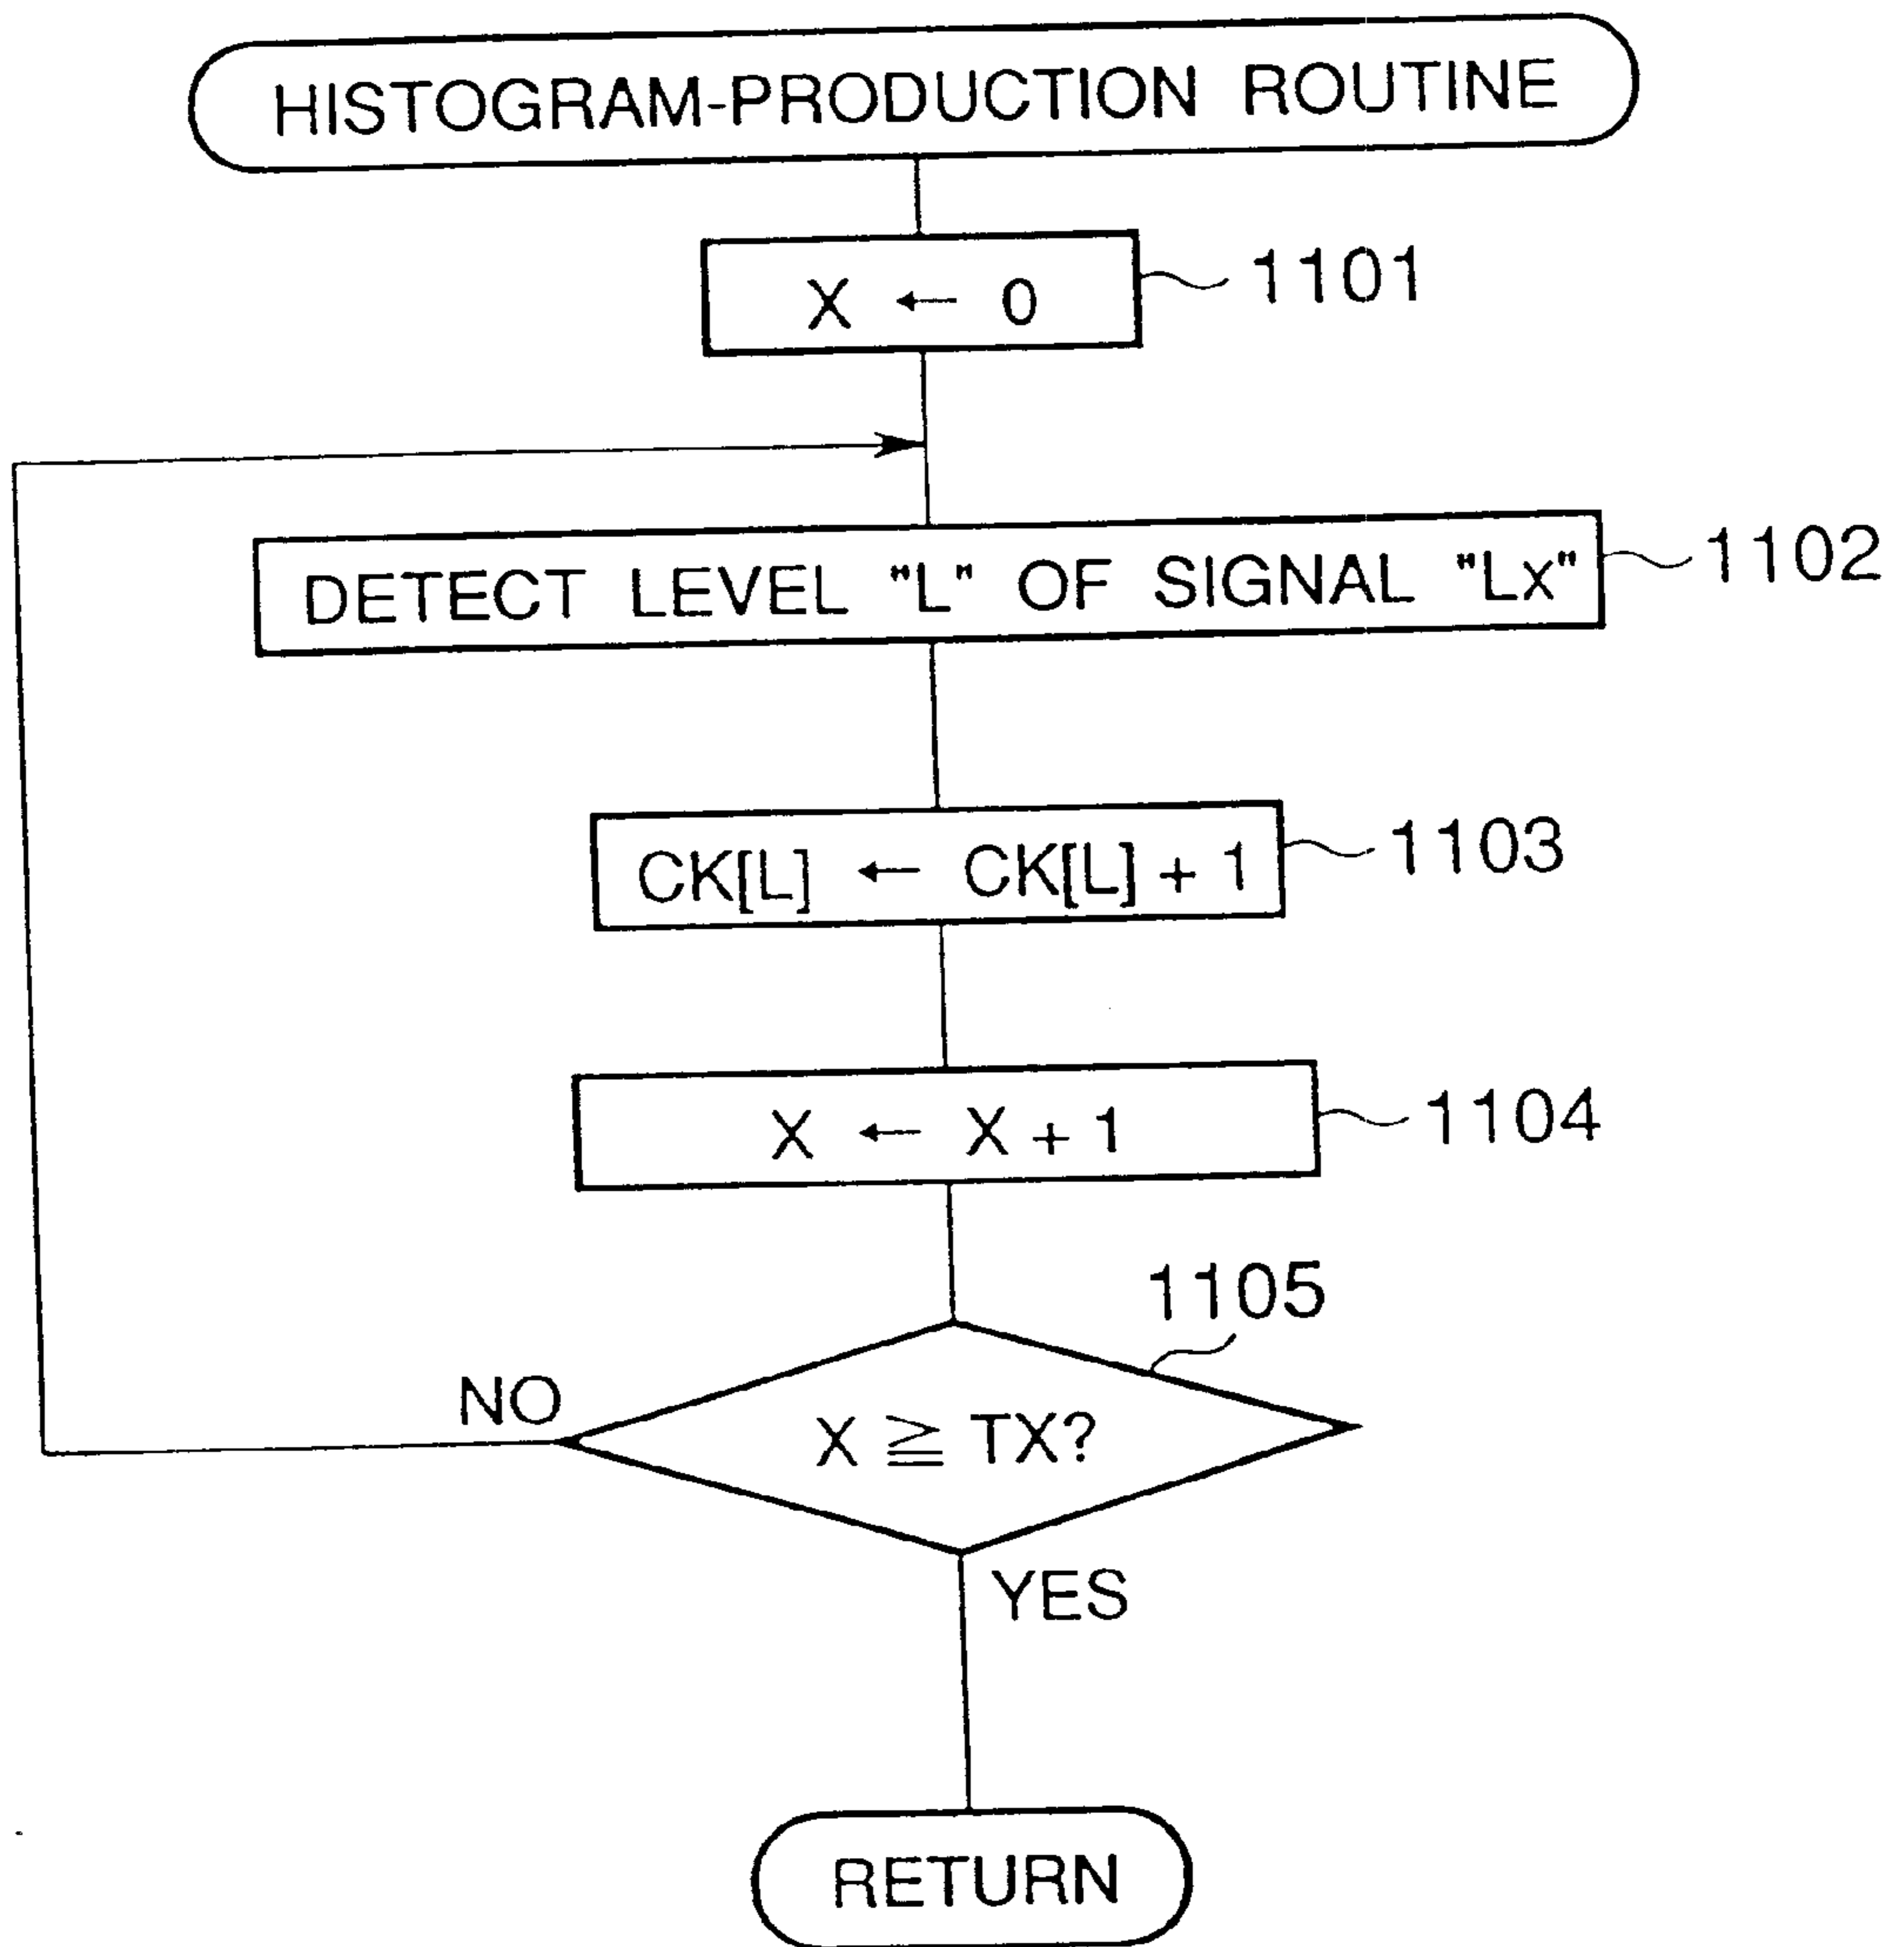 HISTOGRAM-PRODUCTION ROUTINE
X ← 0
1101
DETECT LEVEL "L" OF SIGNAL "Lx"
1102
CK[L] ← CK[L] + 1
1103
X ← X + 1
1104
1105
NO
X ≧ TX?
YES
RETURN